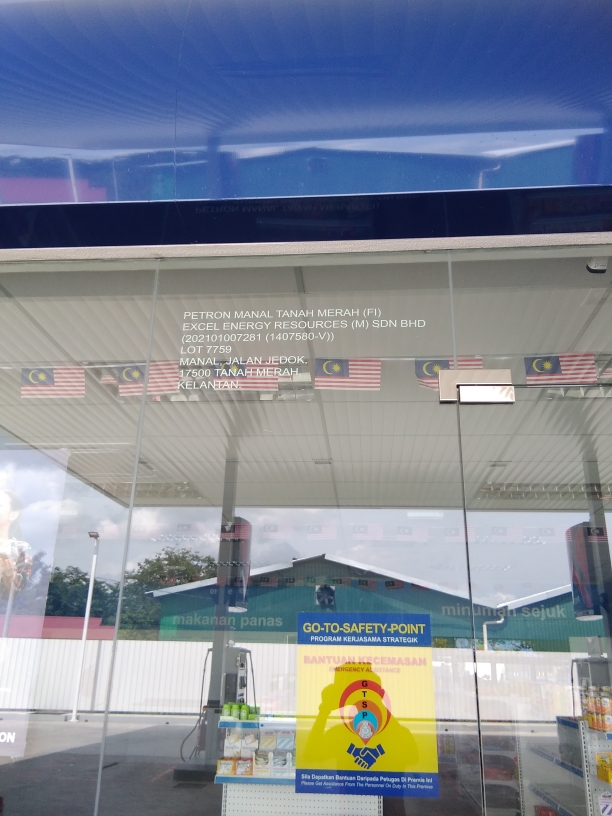 PETRON MANAL TANAH MERAH (FI)
EXCEL ENERGY RESOURCES (M) SDN BHD
(202101007281 (1407580-V))
LOT 7759
MANAL, JALAN JEDOK,
17500 TANAH MERAH,
KELANTAN.
makanan panas
minuman sejuk
GO-TO-SAFETY-POINT
PROGRAM KERJASAMA STRATEGIK
BANTUAN KECEMASAN
EMERGENCY ASSISTANCE
G
T
S
P
Sila Dapatkan Bantuan Daripada Petugas Di Premis Ini
Please Get Assistance From The Personnel On Duty In This Premise
ON